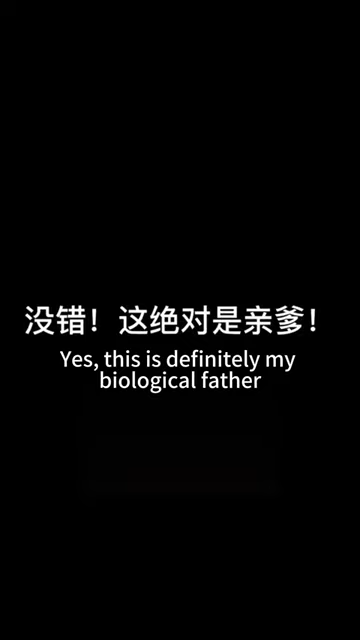 没错！这绝对是亲爹！
Yes, this is definitely my
biological father